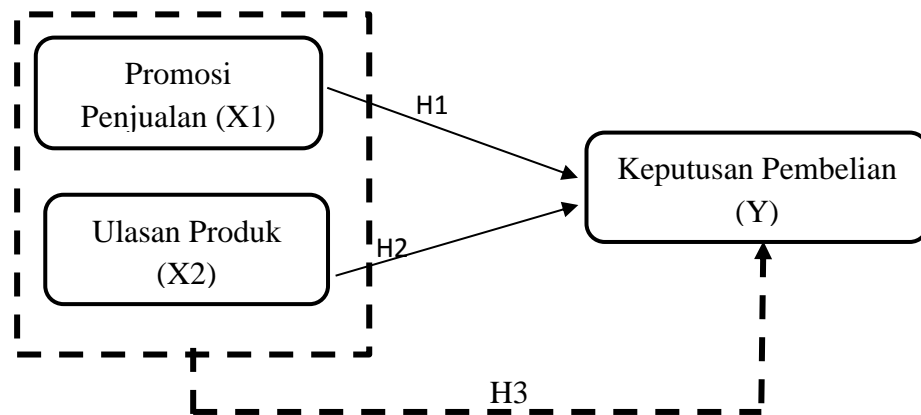 Promosi
Penjualan (X1)
H1
Keputusan Pembelian
(Y)
Ulasan Produk
(X2)
H2
H3